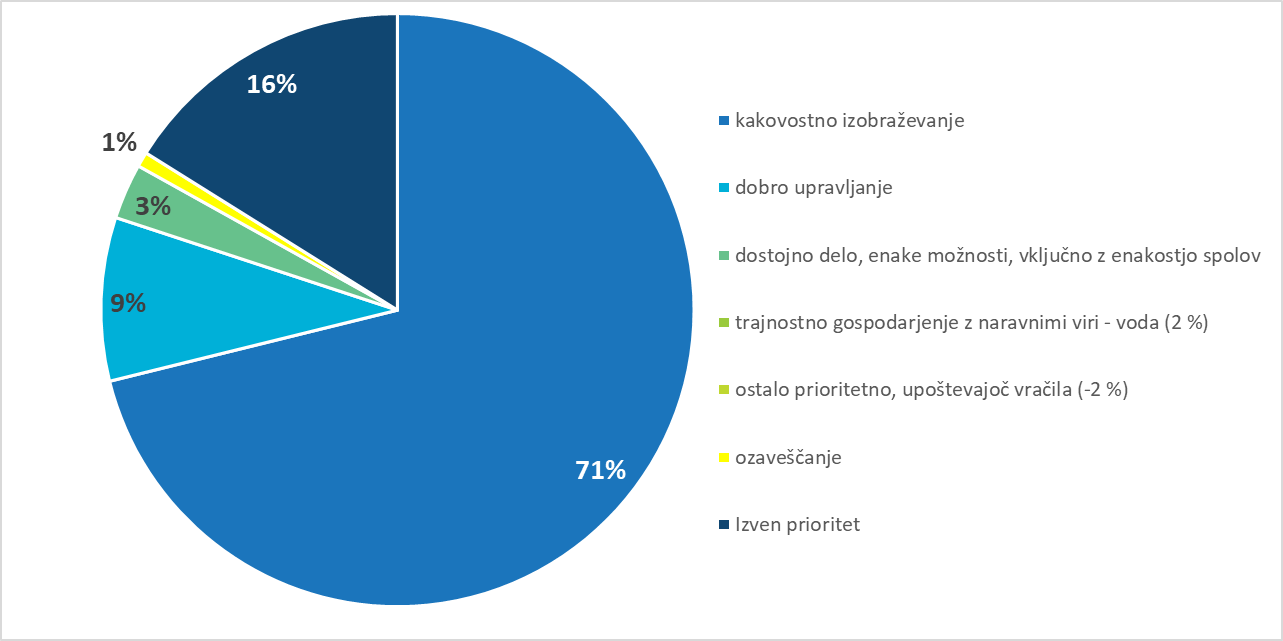 16%
1%
3%
9%
71%
kakovostno izobraževanje
dobro upravljanje
dostojno delo, enake možnosti, vključno z enakostjo spolov
trajnostno gospodarjenje z naravnimi viri - voda (2 %)
ostalo prioritetno, upoštevajoč vračila (-2 %)
ozaveščanje
Izven prioritet